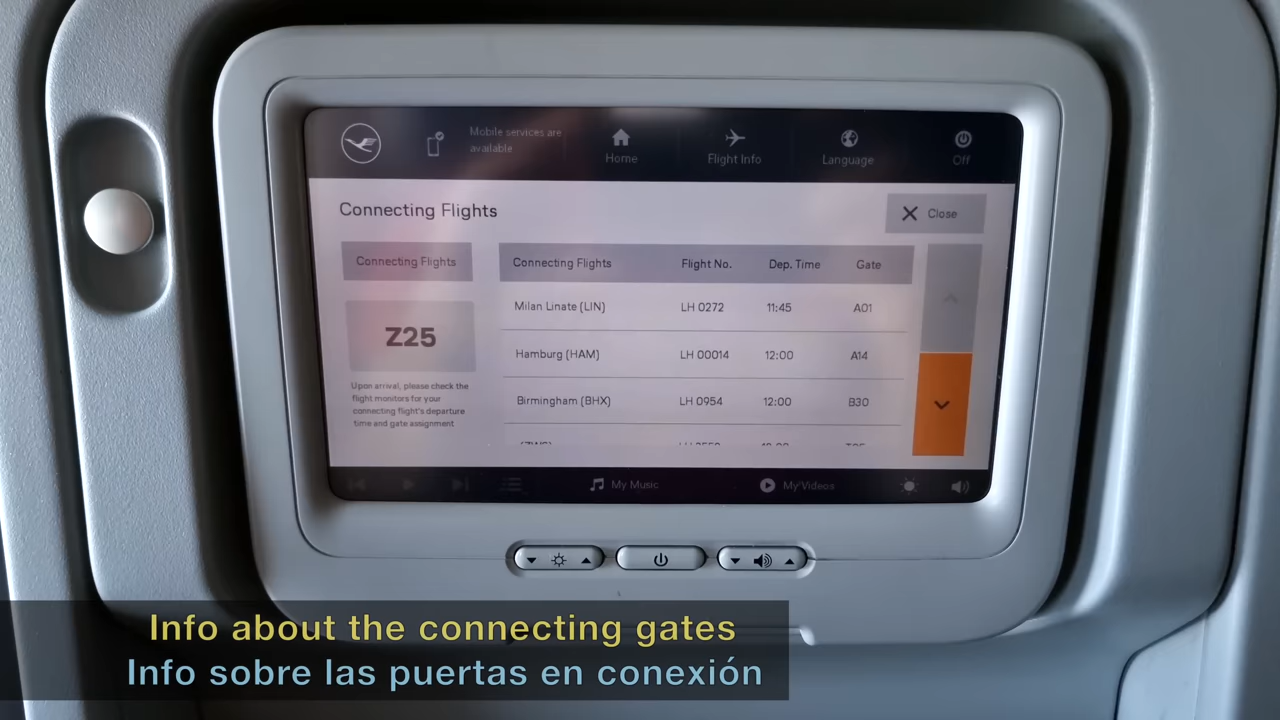 Mobile services are
available
Home
Flight Info
Language
Off
Connecting Flights
Close
Connecting Flights
Connecting Flights Flight No. Dep. Time Gate
Milan Linate (LIN) LH 0272 11:45 A01
Z25
Hamburg (HAM) LH 00014 12:00 A14
Upon arrival, please check the
flight monitors for your
connecting flight's departure
time and gate assignment
Birmingham (BHX) LH 0954 12:00 B30
My Music
My Videos
Info about the connecting gates
Info sobre las puertas en conexión